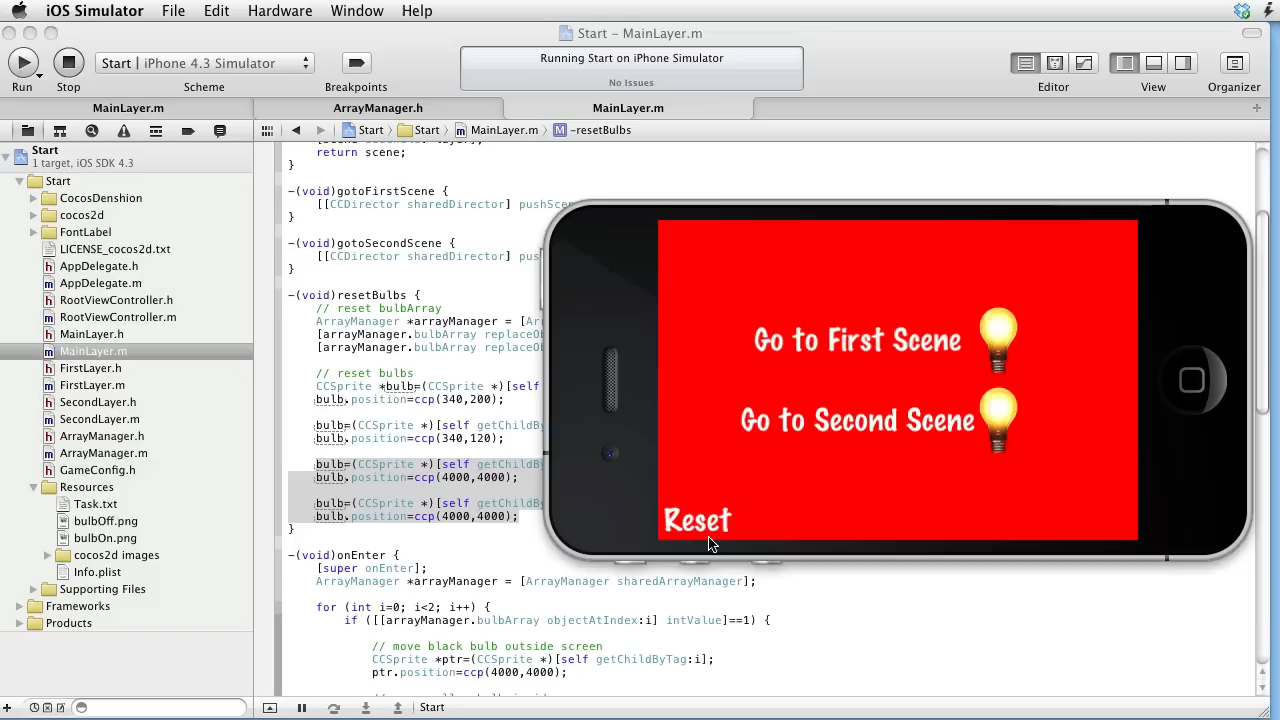 iOS Simulator File Edit Hardware Window Help
Start – MainLayer.m
Start | iPhone 4.3 Simulator
Running Start on iPhone Simulator
No Issues
Run Stop Scheme Breakpoints Editor View Organizer
MainLayer.m ArrayManager.h MainLayer.m
Start Start MainLayer.m M -resetBulbs
Start
1 target, iOS SDK 4.3
Start
CocosDenshion
cocos2d
FontLabel
LICENSE_cocos2d.txt
AppDelegate.h
AppDelegate.m
RootViewController.h
RootViewController.m
MainLayer.h
MainLayer.m
FirstLayer.h
FirstLayer.m
SecondLayer.h
SecondLayer.m
ArrayManager.h
ArrayManager.m
GameConfig.h
Resources
Task.txt
bulbOff.png
bulbOn.png
cocos2d images
Info.plist
Supporting Files
Frameworks
Products
return scene;
}
-(void)gotoFirstScene {
[[CCDirector sharedDirector] pushSce
}
-(void)gotoSecondScene {
[[CCDirector sharedDirector] pus
}
-(void)resetBulbs {
// reset bulbArray
ArrayManager *arrayManager = [Ar
[arrayManager.bulbArray replaceO
[arrayManager.bulbArray replaceO
// reset bulbs
CCSprite *bulb=(CCSprite *)[self
bulb.position=ccp(340,200);
bulb=(CCSprite *)[self getChildB
bulb.position=ccp(340,120);
bulb=(CCSprite *)[self getChildBy
bulb.position=ccp(4000,4000);
bulb=(CCSprite *)[self getChildBy
bulb.position=ccp(4000,4000);
}
-(void)onEnter {
[super onEnter];
ArrayManager *arrayManager = [ArrayManager sharedArrayManager];
for (int i=0; i<2; i++) {
if ([[arrayManager.bulbArray objectAtIndex:i] intValue]==1) {
// move black bulb outside screen
CCSprite *ptr=(CCSprite *)[self getChildByTag:i];
ptr.position=ccp(4000,4000);
Go to First Scene
Go to Second Scene
Reset
Start